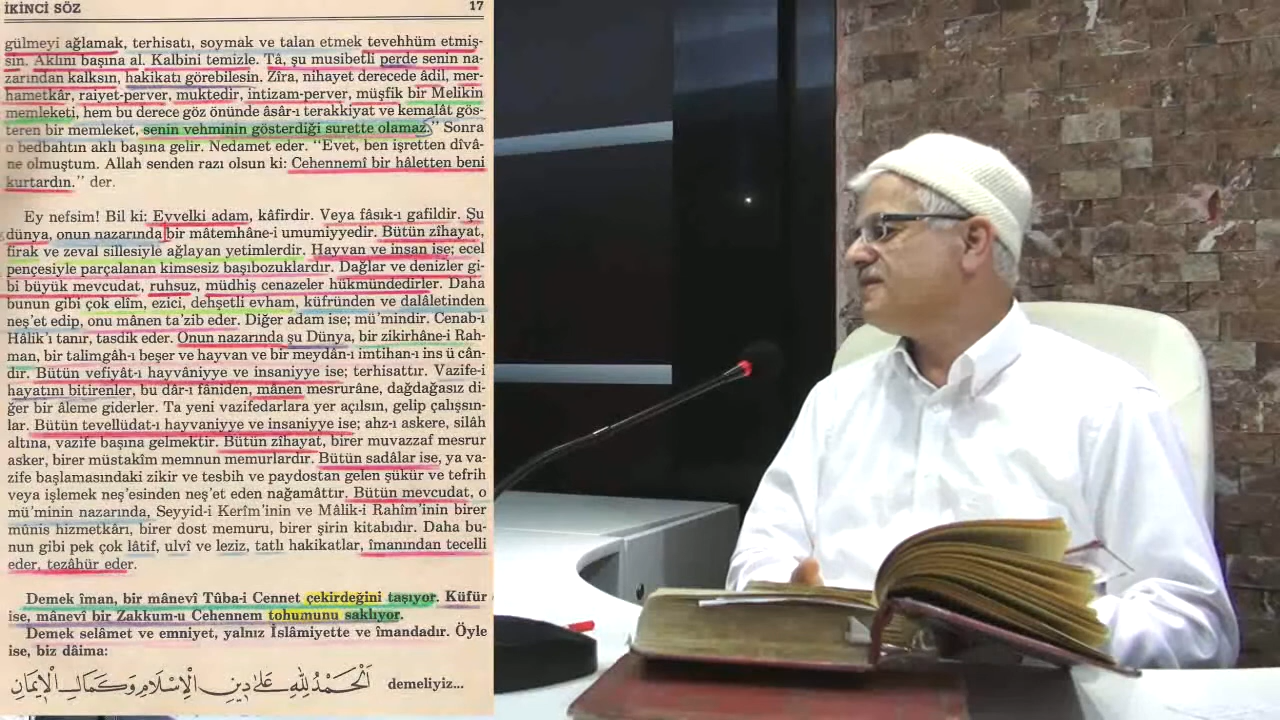 İKİNCİ SÖZ 17
gülmeyi ağlamak, terhisatı, soymak ve talan etmek tevehhüm etmiş-
sin. Aklını başına al. Kalbini temizle. Tâ, şu musibetli perde senin na-
zarından kalksın, hakikatı görebilesin. Zîra, nihayet derecede âdil, mer-
hametkâr, raiyet-perver, muktedir, intizam-perver, müşfik bir Melikin
memleketi, hem bu derece göz önünde âsâr-ı terakkiyat ve kemalât gös-
teren bir memleket, senin vehminin gösterdiği surette olamaz." Sonra
o bedbahtın aklı başına gelir. Nedamet eder. "Evet, ben işretten dîvâ-
ne olmuştum. Allah senden razı olsun ki: Cehennemî bir hâletten beni
kurtardın." der.
Ey nefsim! Bil ki: Evvelki adam, kâfirdir. Veya fâsık-ı gafildir. Şu
dünya, onun nazarında bir mâtemhâne-i umumiyyedir. Bütün zîhayat,
firak ve zeval sillesiyle ağlayan yetimlerdir. Hayvan ve insan ise; ecel
pençesiyle parçalanan kimsesiz başıbozuklardır. Dağlar ve denizler gi-
bi büyük mevcudat, ruhsuz, müdhiş cenazeler hükmündedirler. Daha
bunun gibi çok elîm, ezici, dehşetli evham, küfründen ve dalâletinden
neş'et edip, onu mânen ta'zib eder. Diğer adam ise; mü'mindir. Cenab-ı
Hâlik'ı tanır, tasdik eder. Onun nazarında şu Dünya, bir zikirhâne-i Rah-
man, bir talimgâh-ı beşer ve hayvan ve bir meydân-ı imtihan-ı ins ü cân-
dır. Bütün vefiyât-ı hayvâniyye ve insaniyye ise; terhisattır. Vazife-i
hayatını bitirenler, bu dâr-ı fâniden, mânen mesrurâne, dağdağasız di-
ğer bir âleme giderler. Ta yeni vazifedarlara yer açılsın, gelip çalışsın-
lar. Bütün tevellüdat-ı hayvaniyye ve insaniyye ise; ahz-ı askere, silâh
altına, vazife başına gelmektir. Bütün zîhayat, birer muvazzaf mesrur
asker, birer müstakîm memnun memurlardır. Bütün sadâlar ise, ya va-
zife başlamasındaki zikir ve tesbih ve paydostan gelen şükür ve tefrih
veya işlemek neş'esinden neş'et eden nağamâttır. Bütün mevcudat, o
mü'minin nazarında, Seyyid-i Kerîm'inin ve Mâlik-i Rahîm'inin birer
mûnis hizmetkârı, birer dost memuru, birer şirin kitabıdır. Daha bu-
nun gibi pek çok lâtif, ulvî ve leziz, tatlı hakikatlar, îmanından tecelli
eder, tezâhür eder.
Demek îman, bir mânevî Tûba-i Cennet çekirdeğini taşıyor. Küfür
ise, mânevî bir Zakkum-u Cehennem tohumunu saklıyor.
Demek selâmet ve emniyet, yalnız İslâmiyette ve imandadır. Öyle
ise, biz dâima:
اَلْحَمْدُ لِلّٰهِ عَلٰى دِينِ الْاِسْلَامِ وَكَمَالِ الْاِيمَانِ demeliyiz...